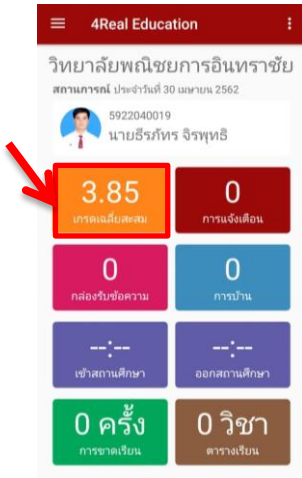 4Real Education
วิทยาลัยพณิชยการอินทราชัย
สถานการณ์ ประจำวันที่ 30 เมษายน 2562
5922040019
นายธีรภัทร จิรพุทธิ
3.85
เกรดเฉลี่ยสะสม
0
การแจ้งเตือน
0
กล่องรับข้อความ
0
การบ้าน
--:--
เข้าสถานศึกษา
--:--
ออกสถานศึกษา
0 ครั้ง
การขาดเรียน
0 วิชา
ตารางเรียน